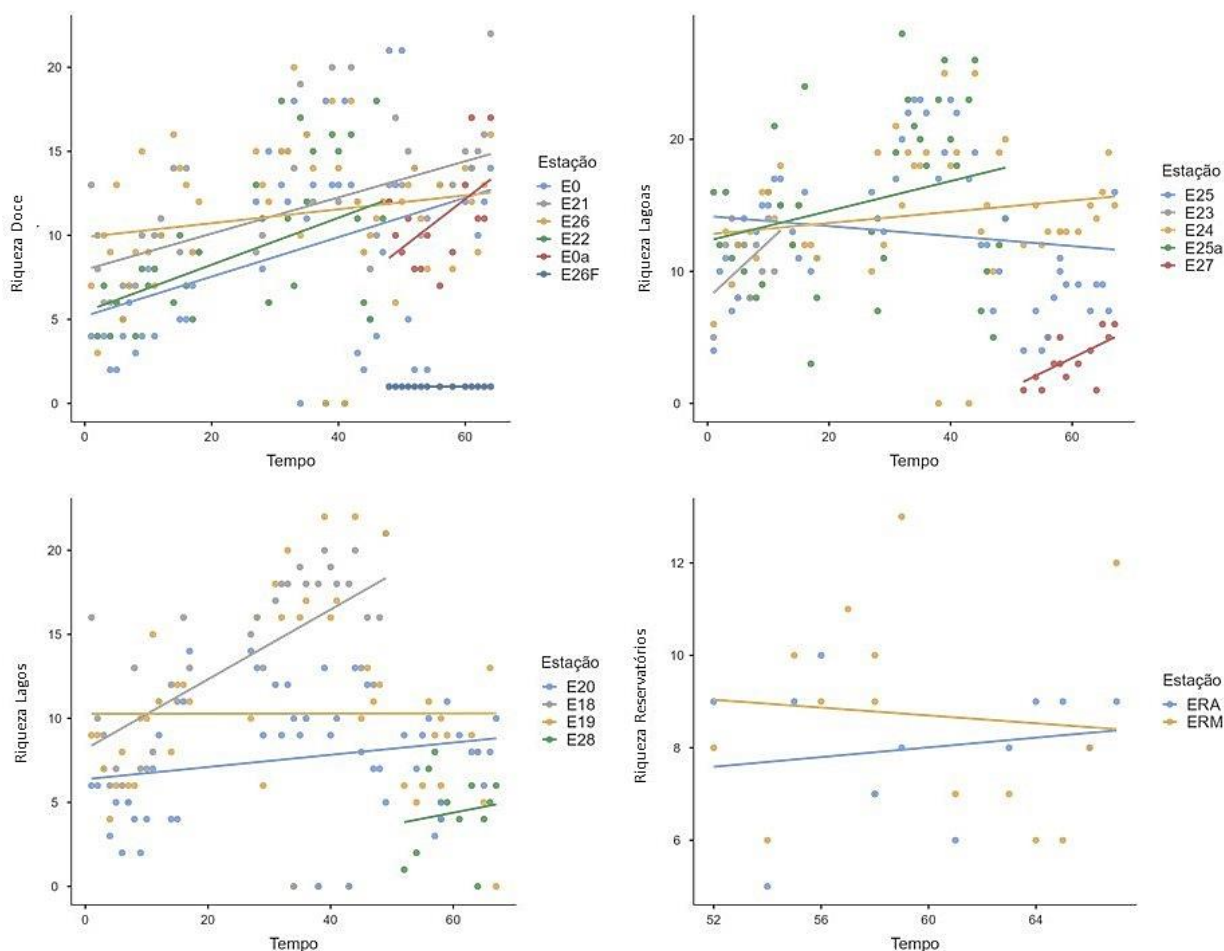 Riqueza Doce
20
15
10
5
0
0
20
40
60
Tempo
Estação
E0
E21
E26
E22
E0a
E26F
Riqueza Lagoas
20
10
0
0
20
40
60
Tempo
Estação
E25
E23
E24
E25a
E27
Riqueza Lagos
20
15
10
5
0
0
20
40
60
Tempo
Estação
E20
E18
E19
E28
Riqueza Reservatórios
12
10
8
6
52
56
60
64
Tempo
Estação
ERA
ERM